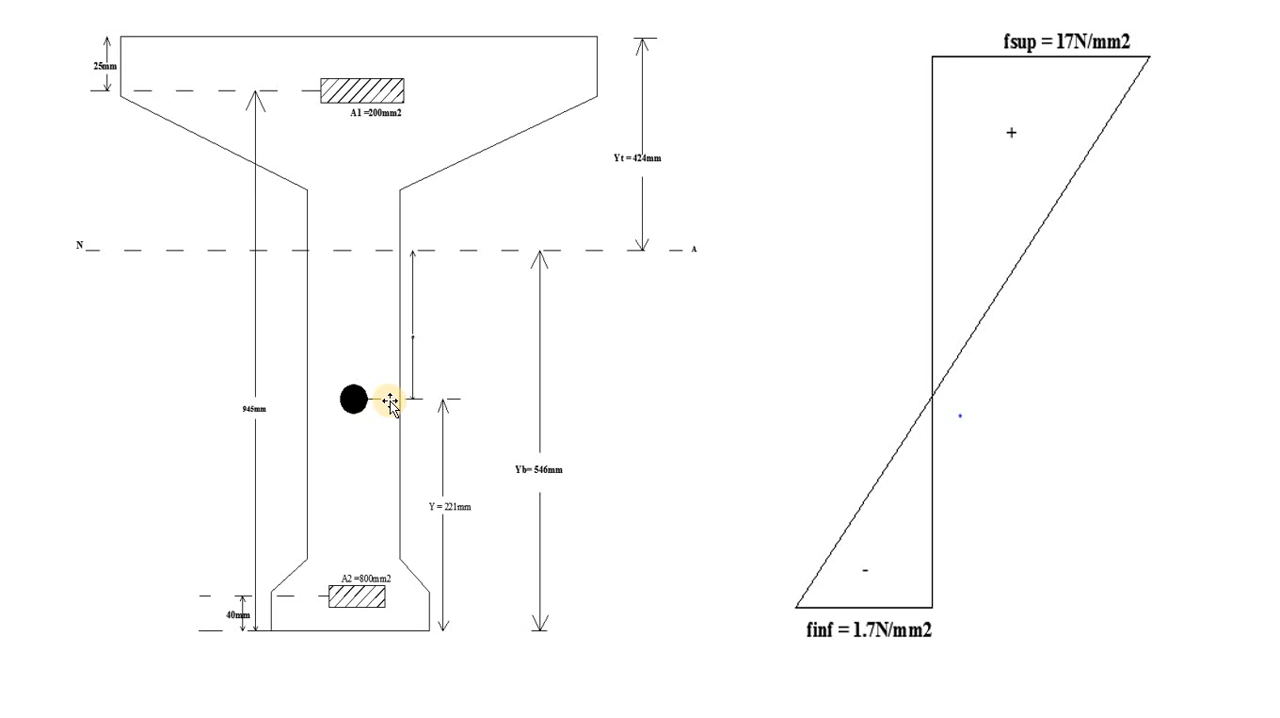 fsup = 17N/mm2
25mm
A1 =200mm2
+
Yt = 424mm
N
A
945mm
Yb= 546mm
Y = 221mm
-
A2 =800mm2
40mm
finf = 1.7N/mm2